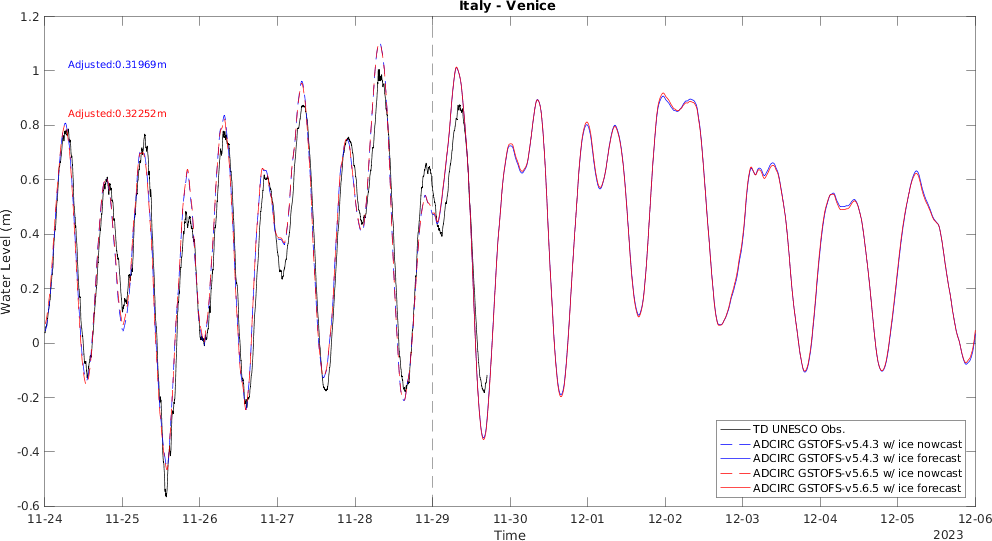 Italy - Venice
1.2
1
0.8
0.6
0.4
0.2
0
-0.2
-0.4
-0.6
Water Level (m)
Adjusted:0.31969m
Adjusted:0.32252m
TD UNESCO Obs.
ADCIRC GSTOFS-v5.4.3 w/ ice nowcast
ADCIRC GSTOFS-v5.4.3 w/ ice forecast
ADCIRC GSTOFS-v5.6.5 w/ ice nowcast
ADCIRC GSTOFS-v5.6.5 w/ ice forecast
11-24 11-25 11-26 11-27 11-28 11-29 11-30 12-01 12-02 12-03 12-04 12-05 12-06
Time
2023